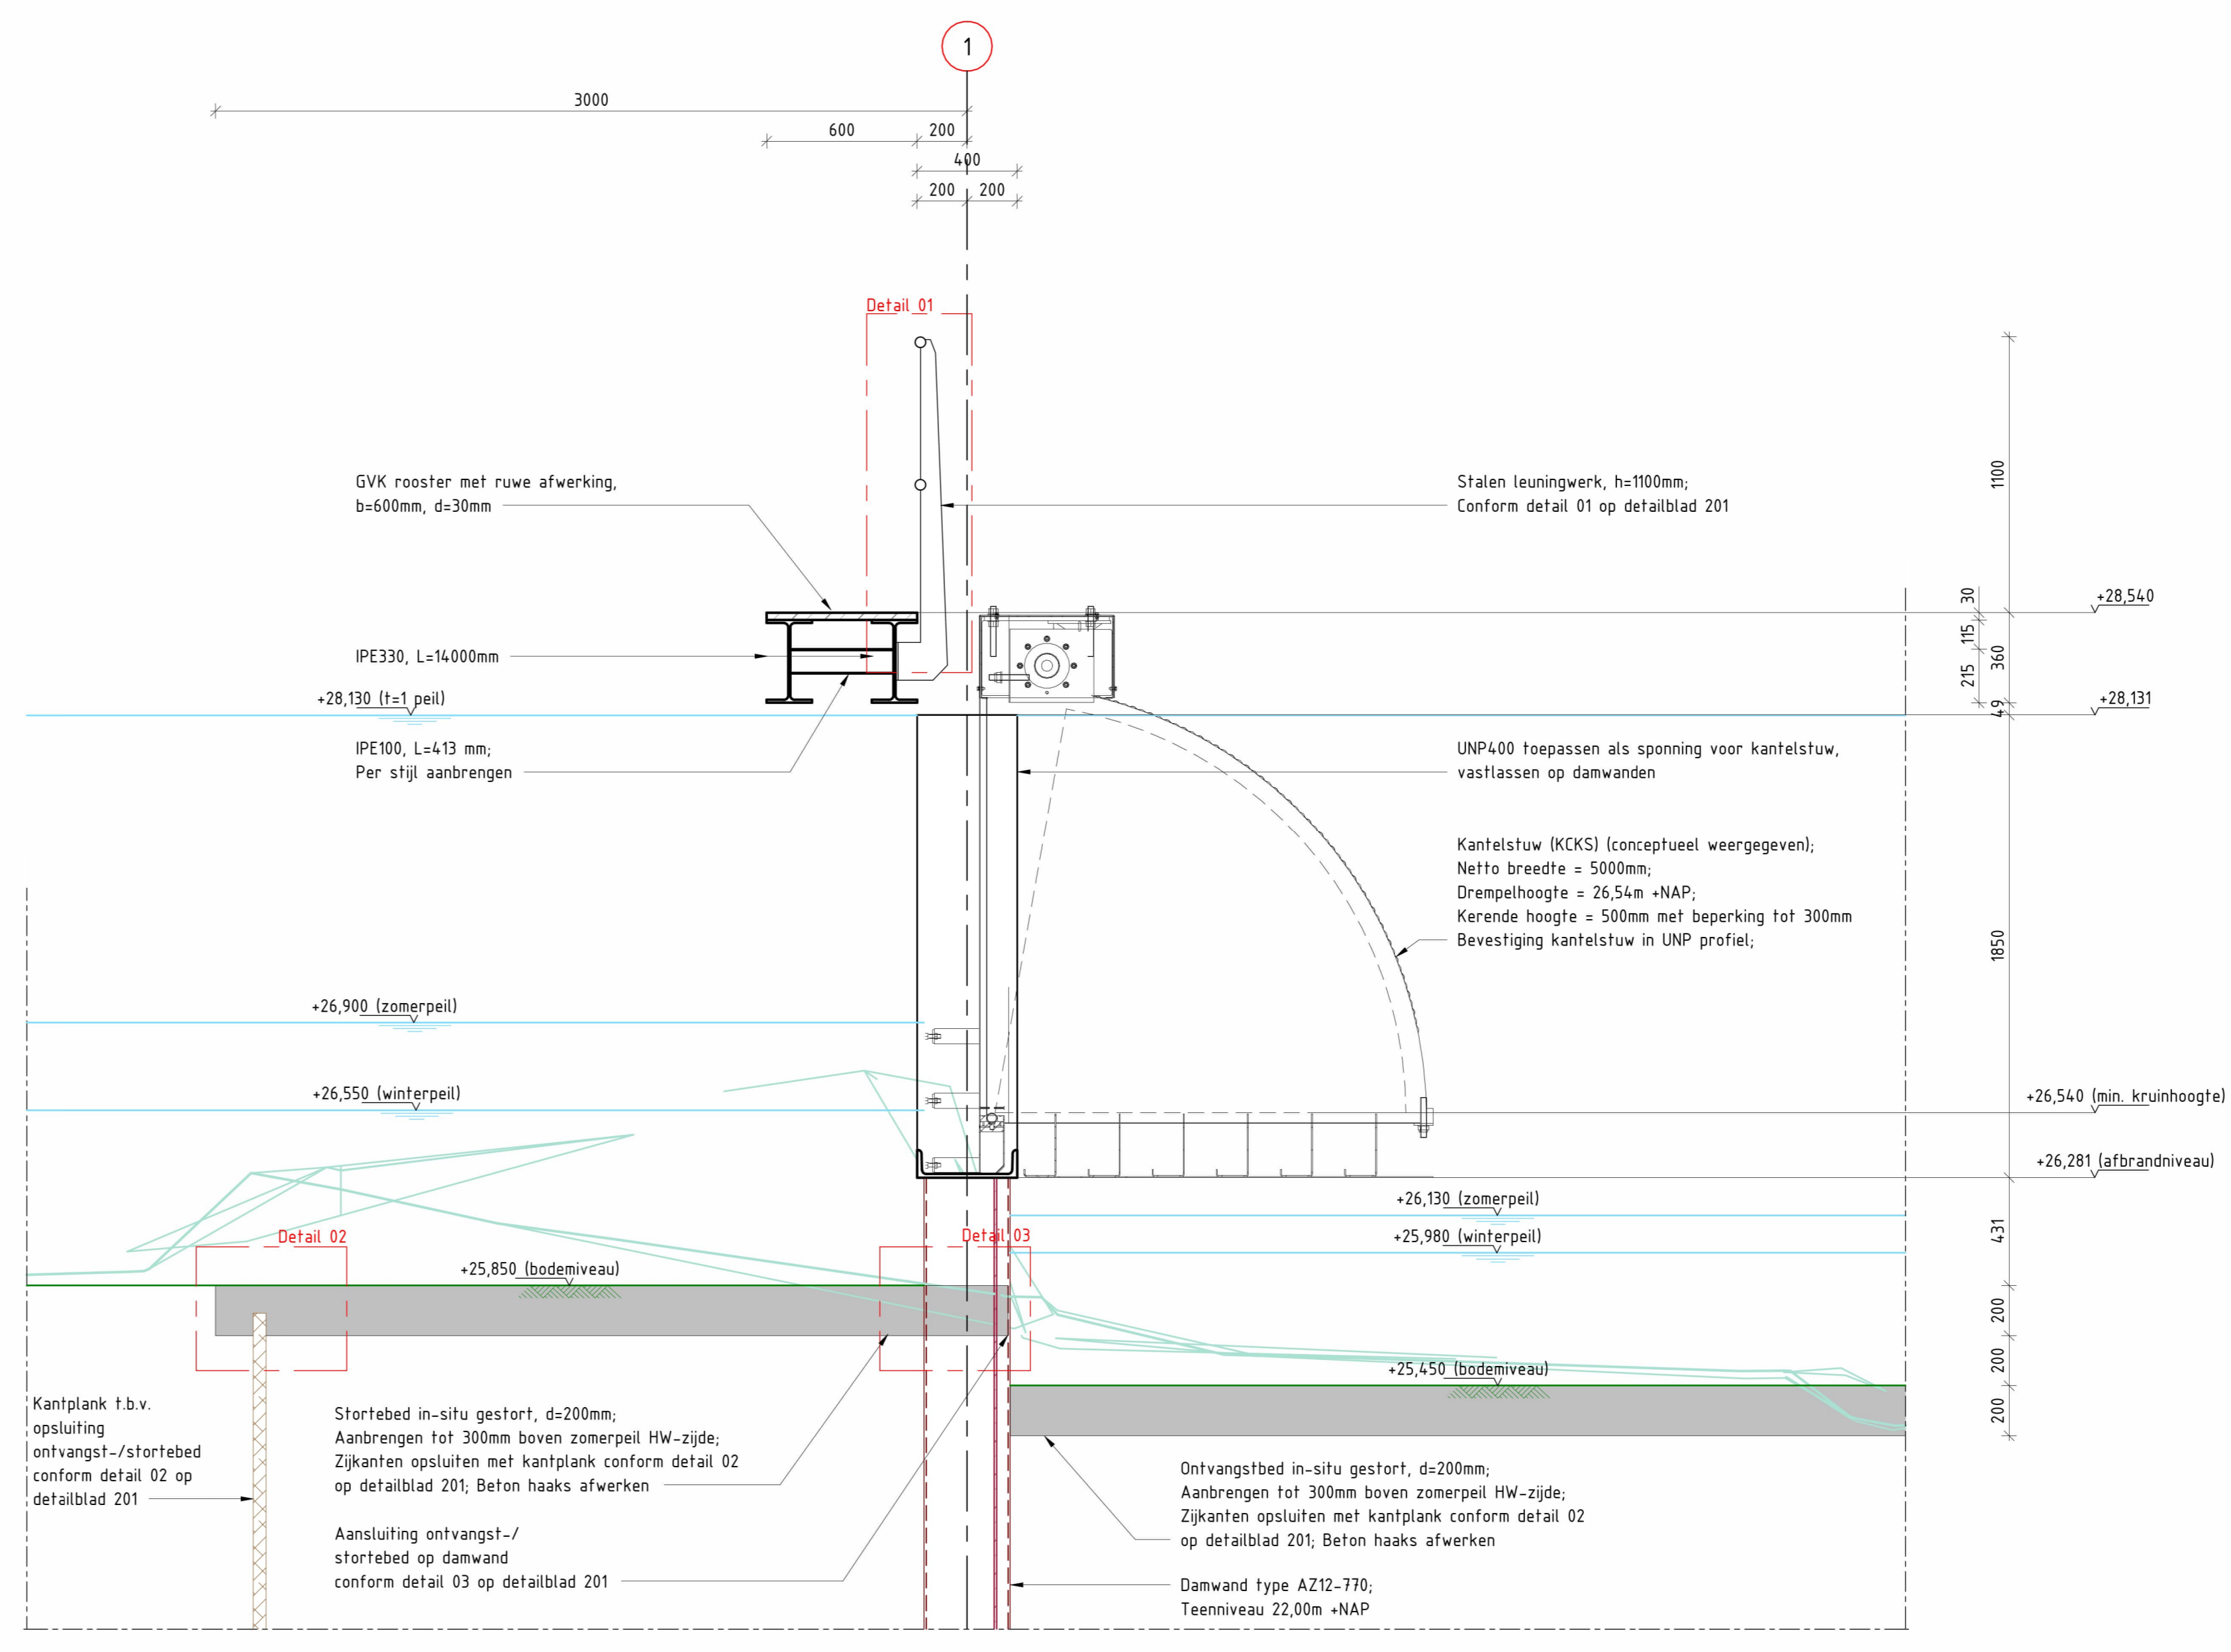 1
3000
600
200
400
200
200
Detail 01
GVK rooster met ruwe afwerking,
b=600mm, d=30mm
Stalen leuningwerk, h=1100mm;
Conform detail 01 op detailblad 201
1100
30
+28,540
115
360
215
IPE330, L=14000mm
+28,130 (t=1 peil)
+28,131
49
IPE100, L=413 mm;
Per stijl aanbrengen
UNP400 toepassen als sponning voor kantelstuw,
vastlassen op damwanden
Kantelstuw (KCKS) (conceptueel weergegeven);
Netto breedte = 5000mm;
Drempelhoogte = 26,54m +NAP;
Kerende hoogte = 500mm met beperking tot 300mm
Bevestiging kantelstuw in UNP profiel;
1850
+26,900 (zomerpeil)
+26,550 (winterpeil)
+26,540 (min. kruinhoogte)
+26,281 (afbrandniveau)
+26,130 (zomerpeil)
431
Detail 02
Detail 03
+25,980 (winterpeil)
+25,850 (bodemiveau)
200
200
+25,450 (bodemiveau)
200
Kantplank t.b.v.
opsluiting
ontvangst-/stortebed
conform detail 02 op
detailblad 201
Stortebed in-situ gestort, d=200mm;
Aanbrengen tot 300mm boven zomerpeil HW-zijde;
Zijkanten opsluiten met kantplank conform detail 02
op detailblad 201; Beton haaks afwerken
Ontvangstbed in-situ gestort, d=200mm;
Aanbrengen tot 300mm boven zomerpeil HW-zijde;
Zijkanten opsluiten met kantplank conform detail 02
op detailblad 201; Beton haaks afwerken
Aansluiting ontvangst-/
stortebed op damwand
conform detail 03 op detailblad 201
Damwand type AZ12-770;
Teenniveau 22,00m +NAP